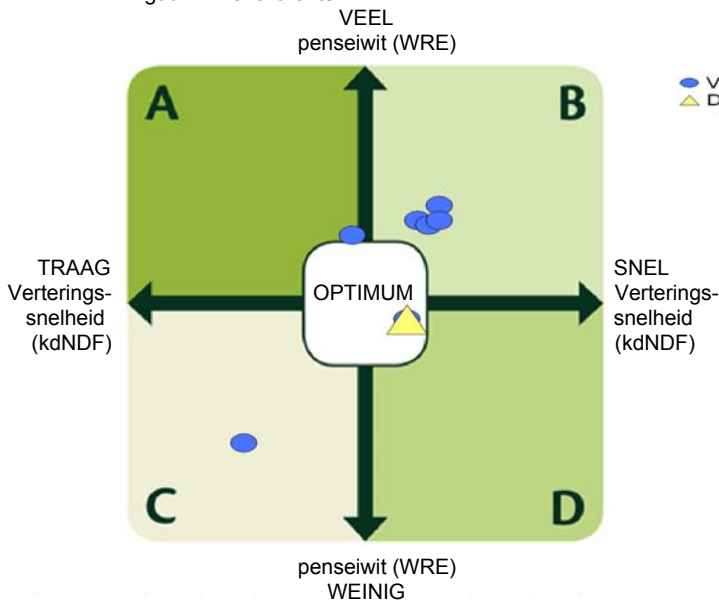 VEEL
penseiwit (WRE)
A
B
V
D
TRAAG
Verterings-
snelheid
(kdNDF)
OPTIMUM
SNEL
Verterings-
snelheid
(kdNDF)
C
D
penseiwit (WRE)
WEINIG